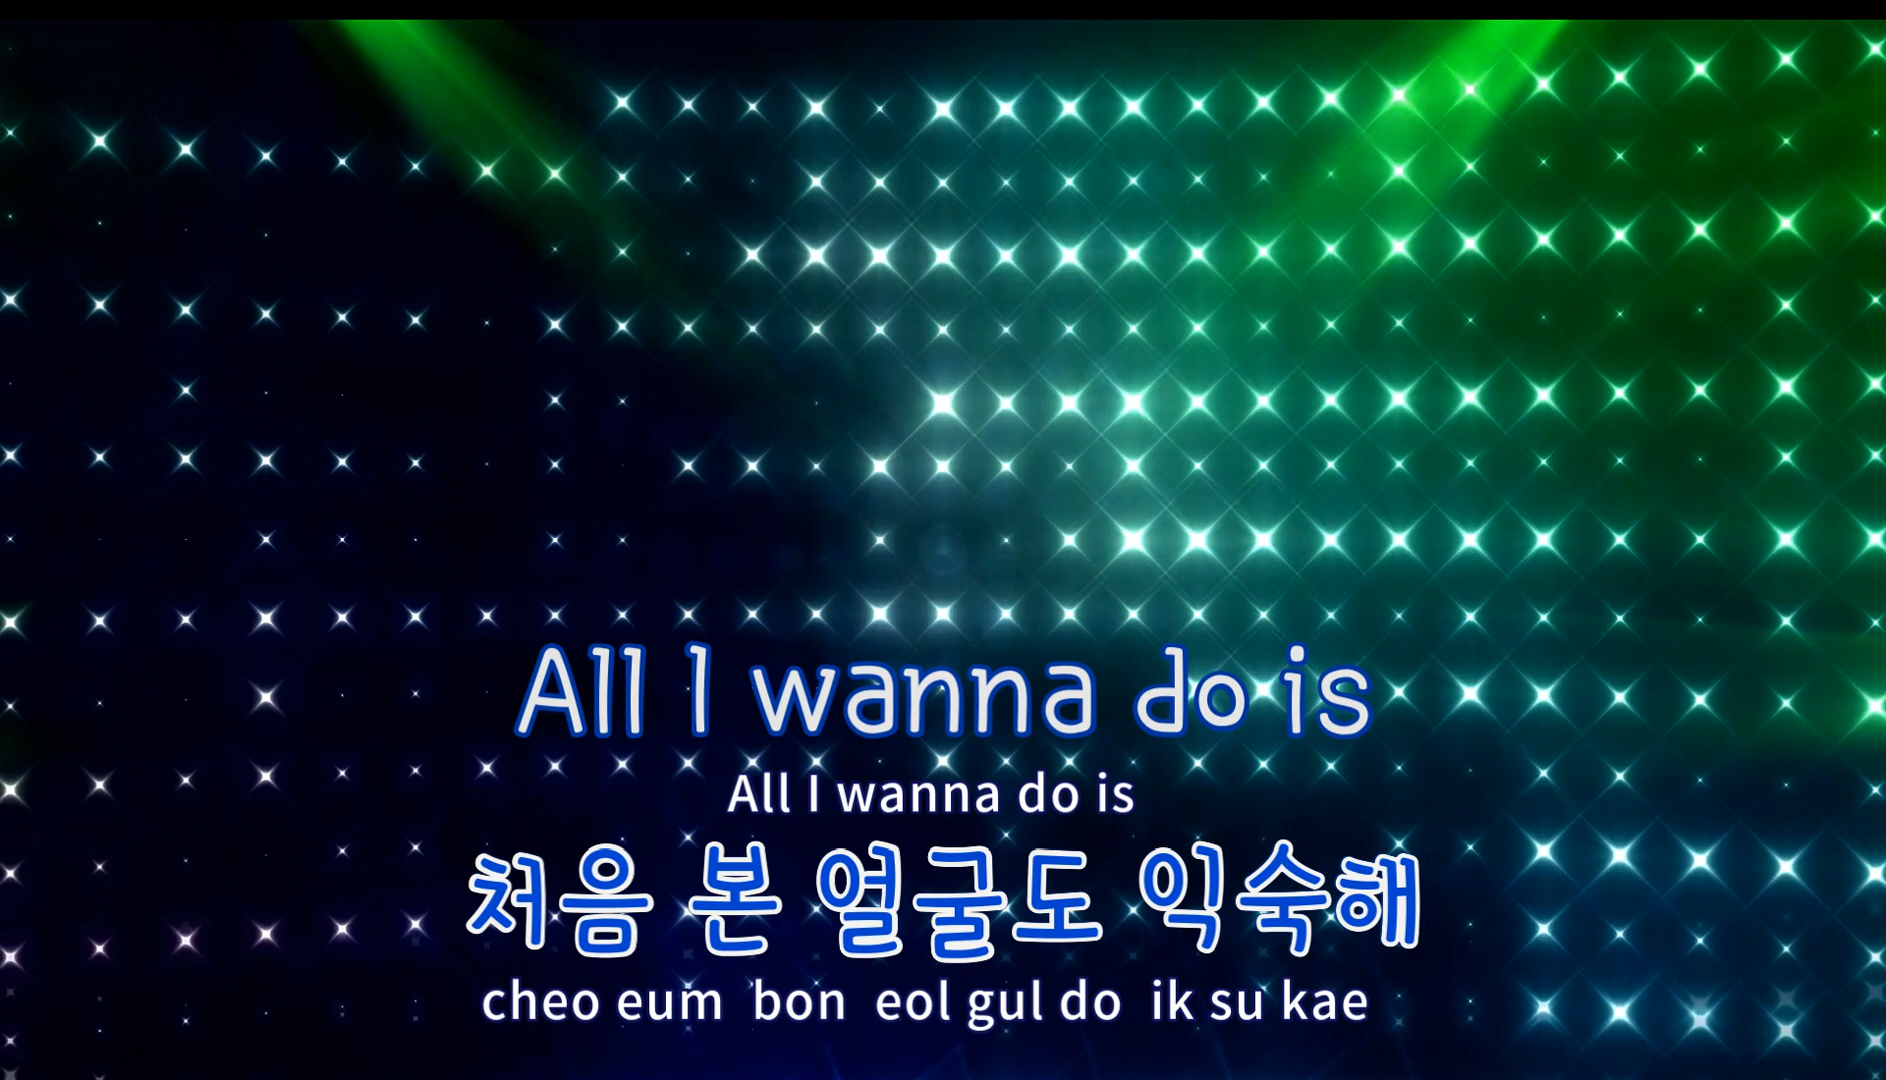 All I wanna do is
All I wanna do is
처음 본 얼굴도 익숙해
cheo eum bon eol gul do ik su kae